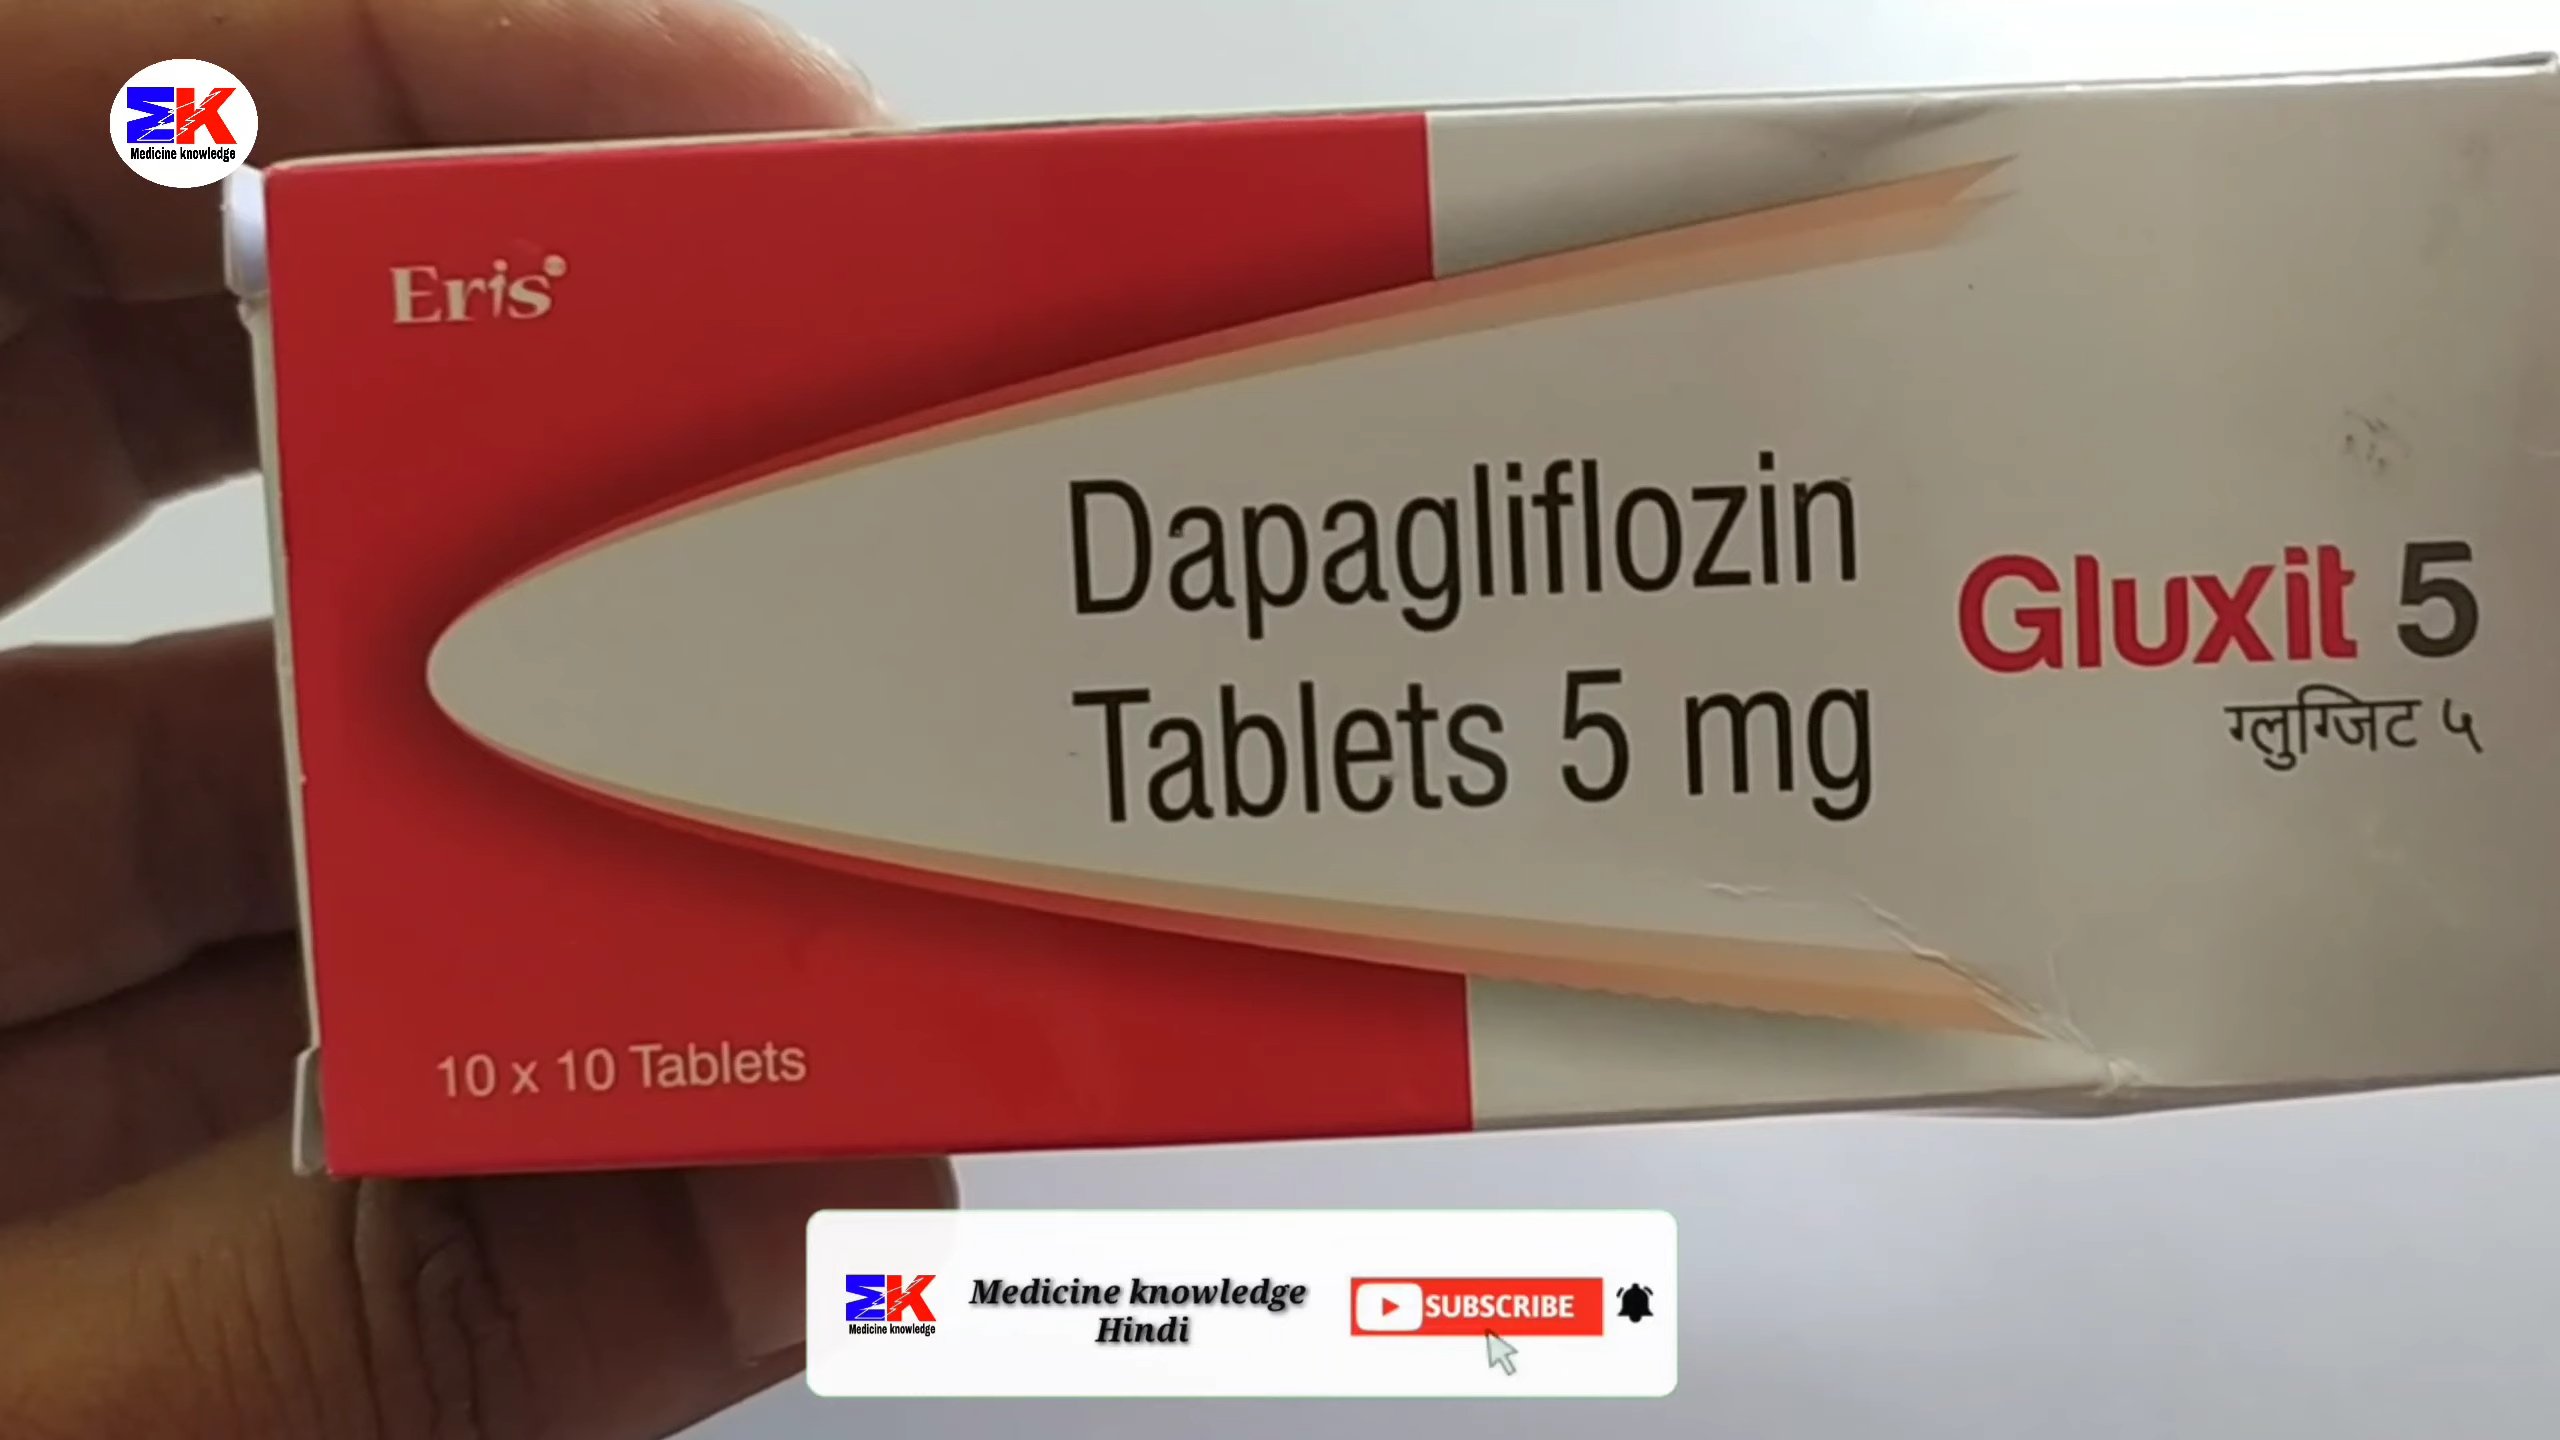 Medicine knowledge
Eris
Dapagliflozin
Tablets 5 mg
Gluxit 5
ग्लुग्जिट ५
10 x 10 Tablets
Medicine knowledge
Medicine knowledge
Hindi
SUBSCRIBE